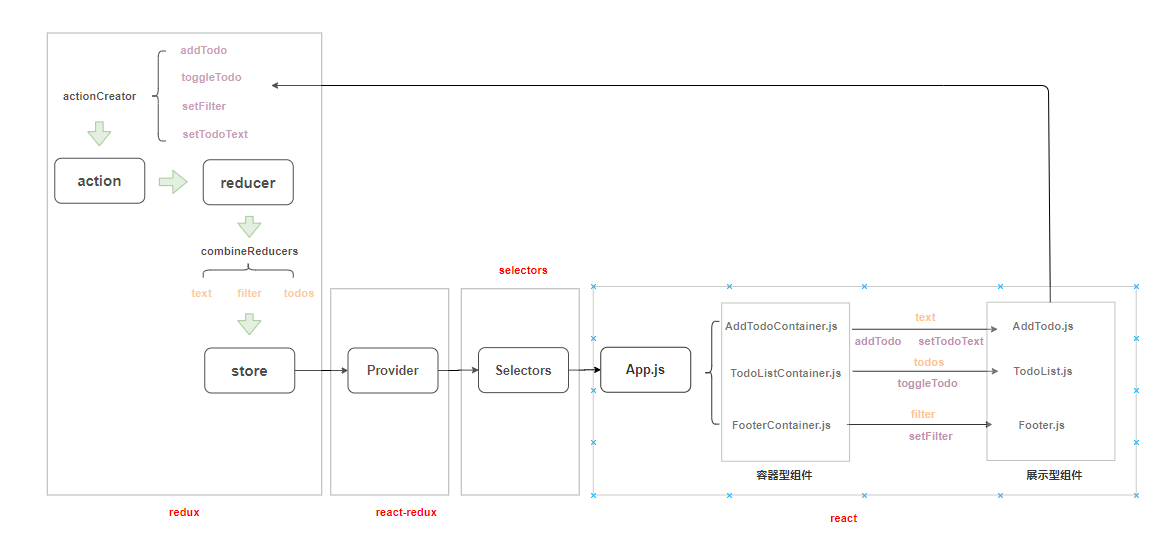 addTodo
toggleTodo
actionCreator
setFilter
setTodoText
action
reducer
combineReducers
text filter todos
store
Provider
selectors
Selectors
App.js
AddTodoContainer.js
TodoListContainer.js
FooterContainer.js
text
addTodo setTodoText
todos
toggleTodo
filter
setFilter
AddTodo.js
TodoList.js
Footer.js
容器型组件
展示型组件
redux
react-redux
react